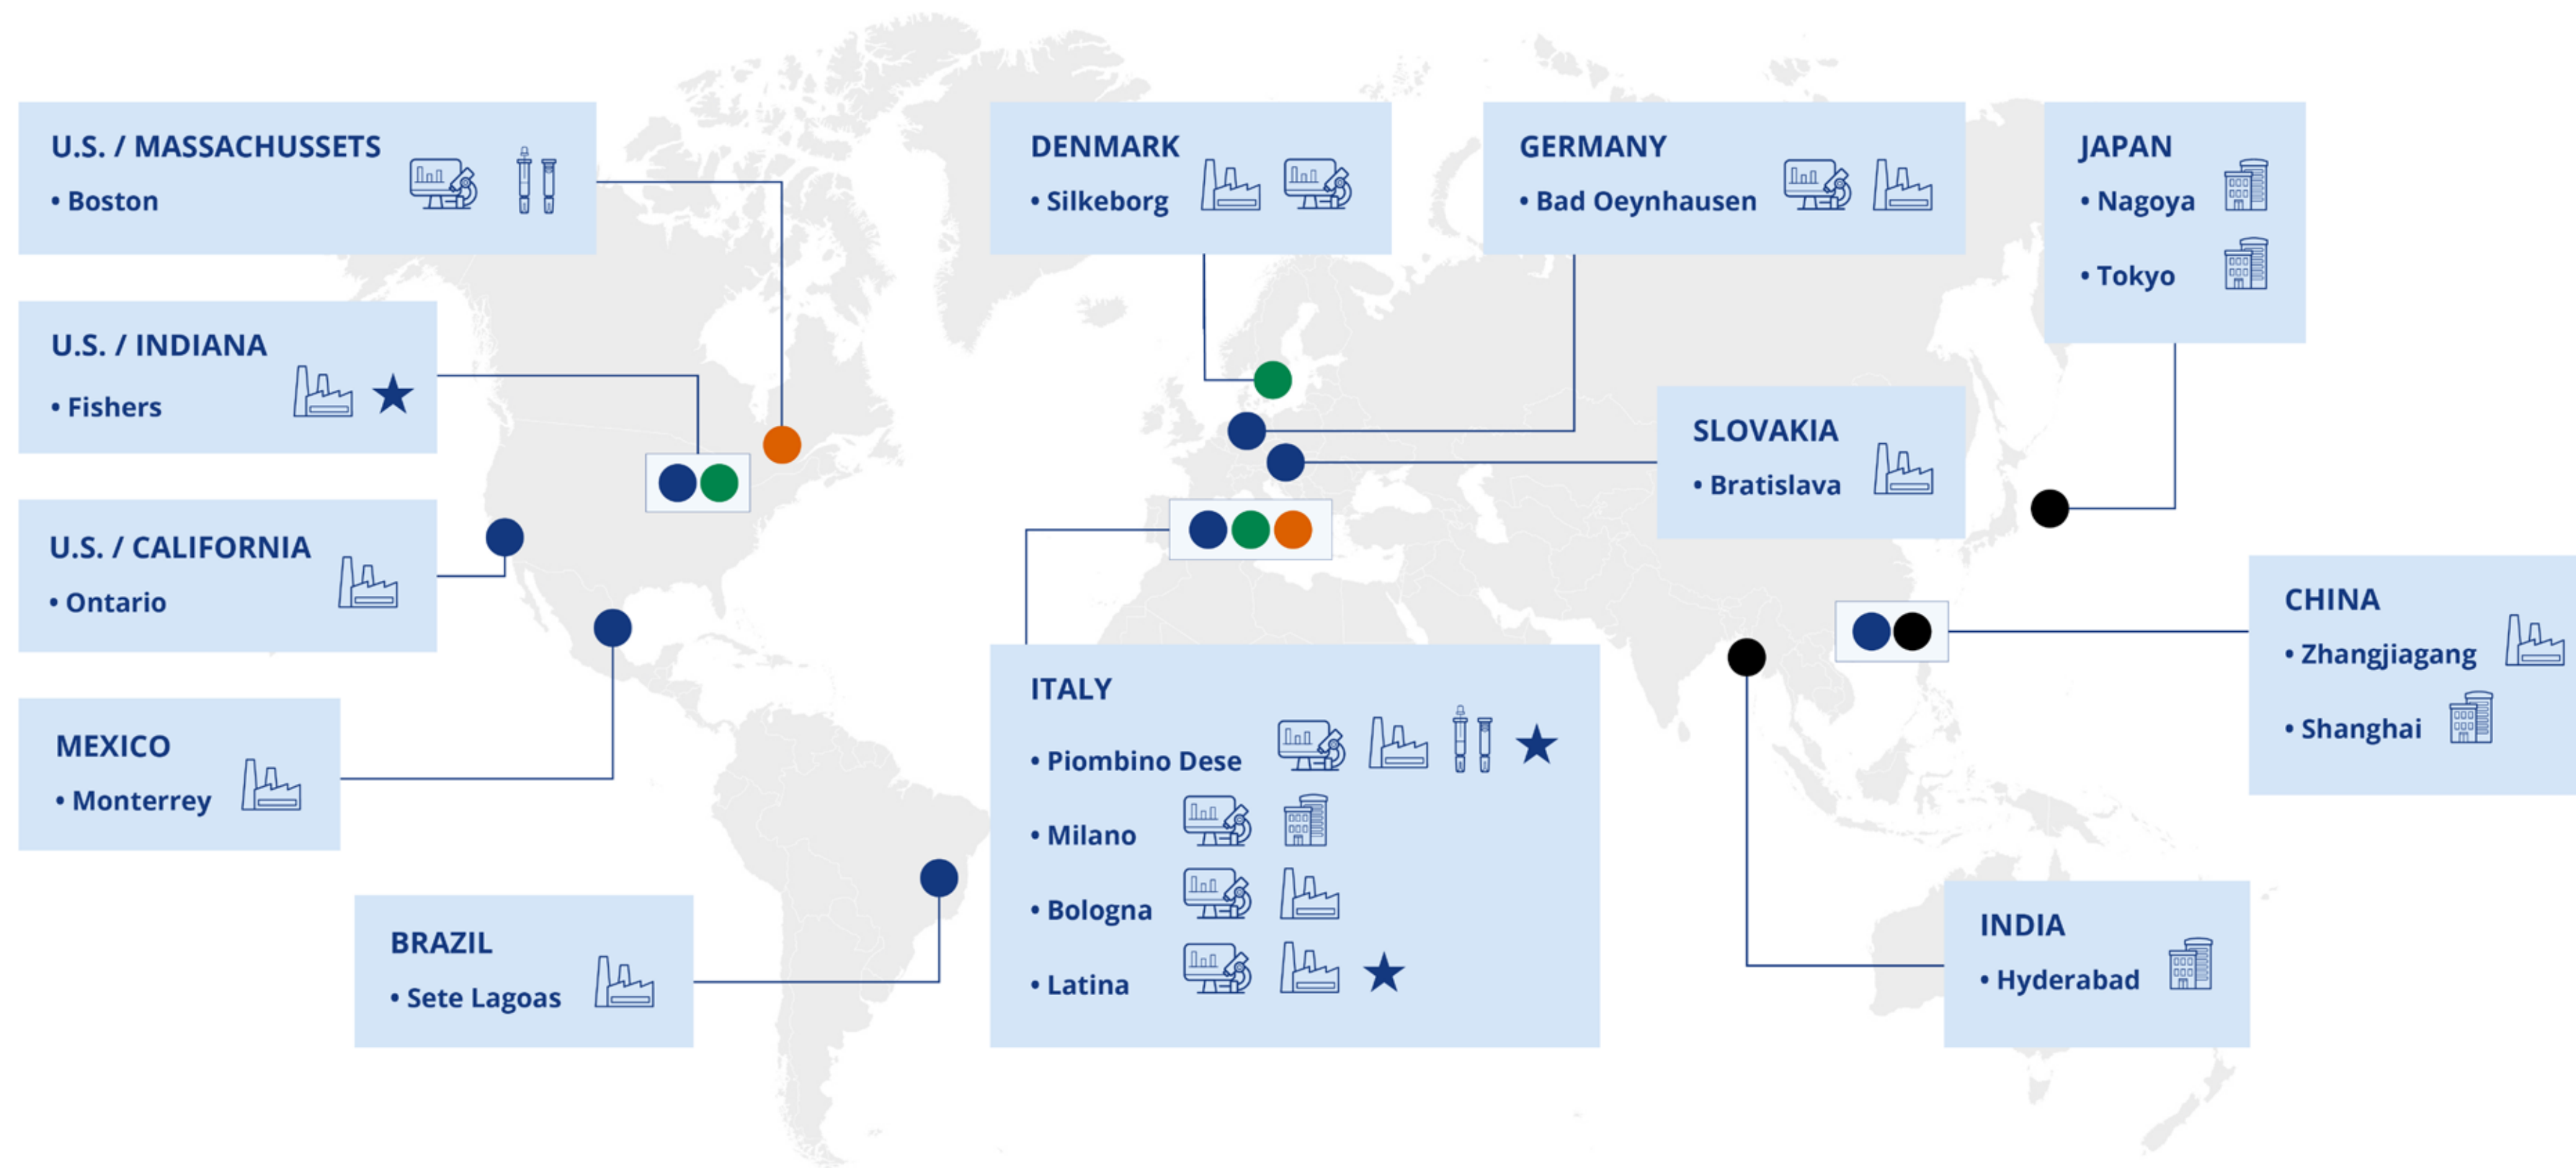 U.S. / MASSACHUSSETS
• Boston
U.S. / INDIANA
• Fishers
U.S. / CALIFORNIA
• Ontario
MEXICO
• Monterrey
BRAZIL
• Sete Lagoas
DENMARK
• Silkeborg
GERMANY
• Bad Oeynhausen
SLOVAKIA
• Bratislava
ITALY
• Piombino Dese
• Milano
• Bologna
• Latina
JAPAN
• Nagoya
• Tokyo
CHINA
• Zhangjiagang
• Shanghai
INDIA
• Hyderabad